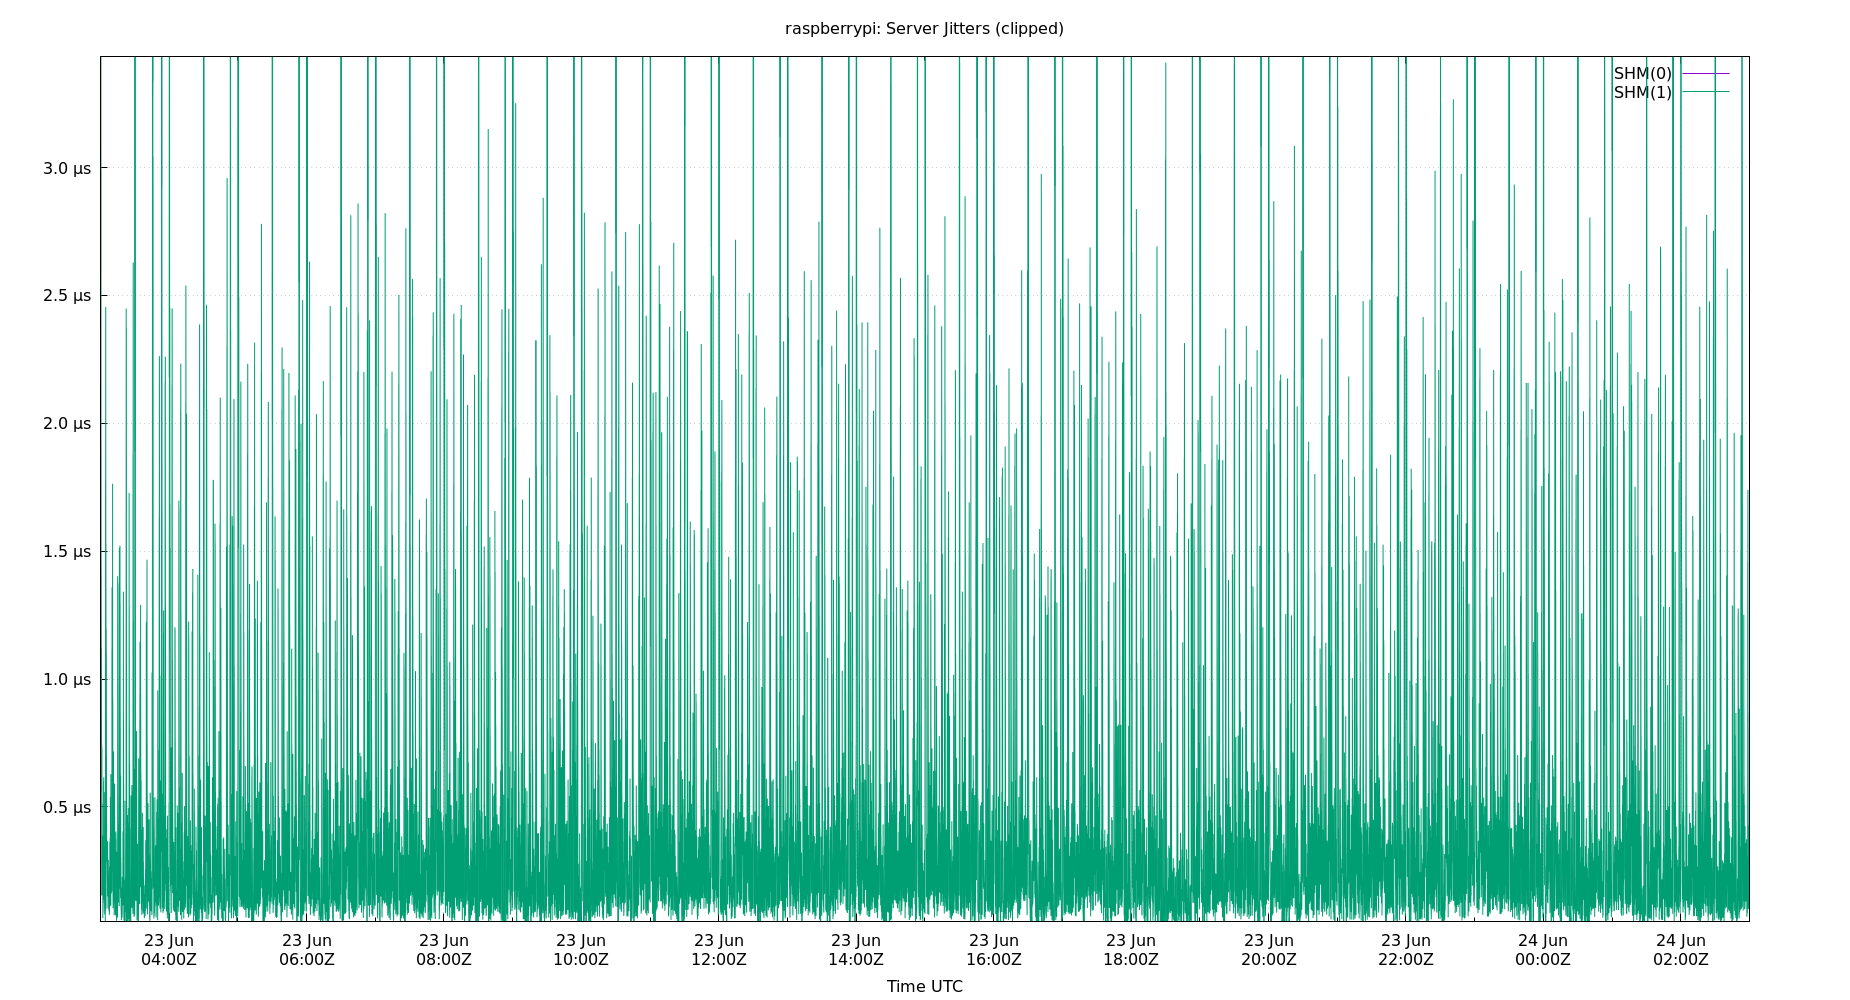 raspberrypi: Server Jitters (clipped)
SHM(0)
SHM(1)
3.0 µs
2.5 µs
2.0 µs
1.5 µs
1.0 µs
0.5 µs
23 Jun 23 Jun 23 Jun 23 Jun 23 Jun 23 Jun 23 Jun 23 Jun 23 Jun 23 Jun 24 Jun 24 Jun
04:00Z 06:00Z 08:00Z 10:00Z 12:00Z 14:00Z 16:00Z 18:00Z 20:00Z 22:00Z 00:00Z 02:00Z
Time UTC